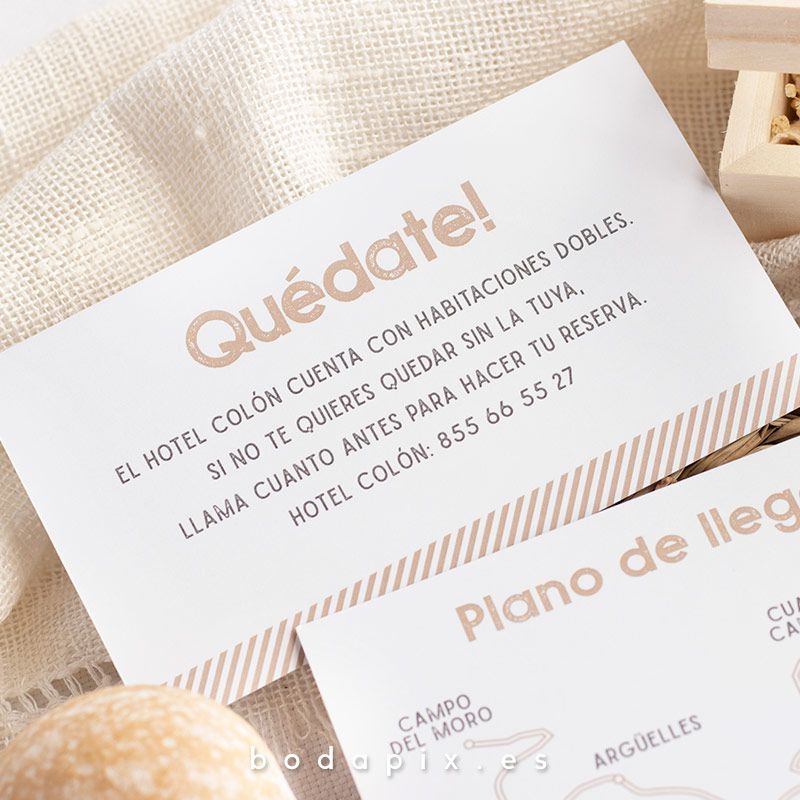 Quédate!
EL HOTEL COLÓN CUENTA CON HABITACIONES DOBLES.
SI NO TE QUIERES QUEDAR SIN LA TUYA,
LLAMA CUANTO ANTES PARA HACER TU RESERVA.
HOTEL COLÓN: 855 66 55 27
Plano de
CAMPO
DEL MORO
ARGÜELLES
bodapix.es